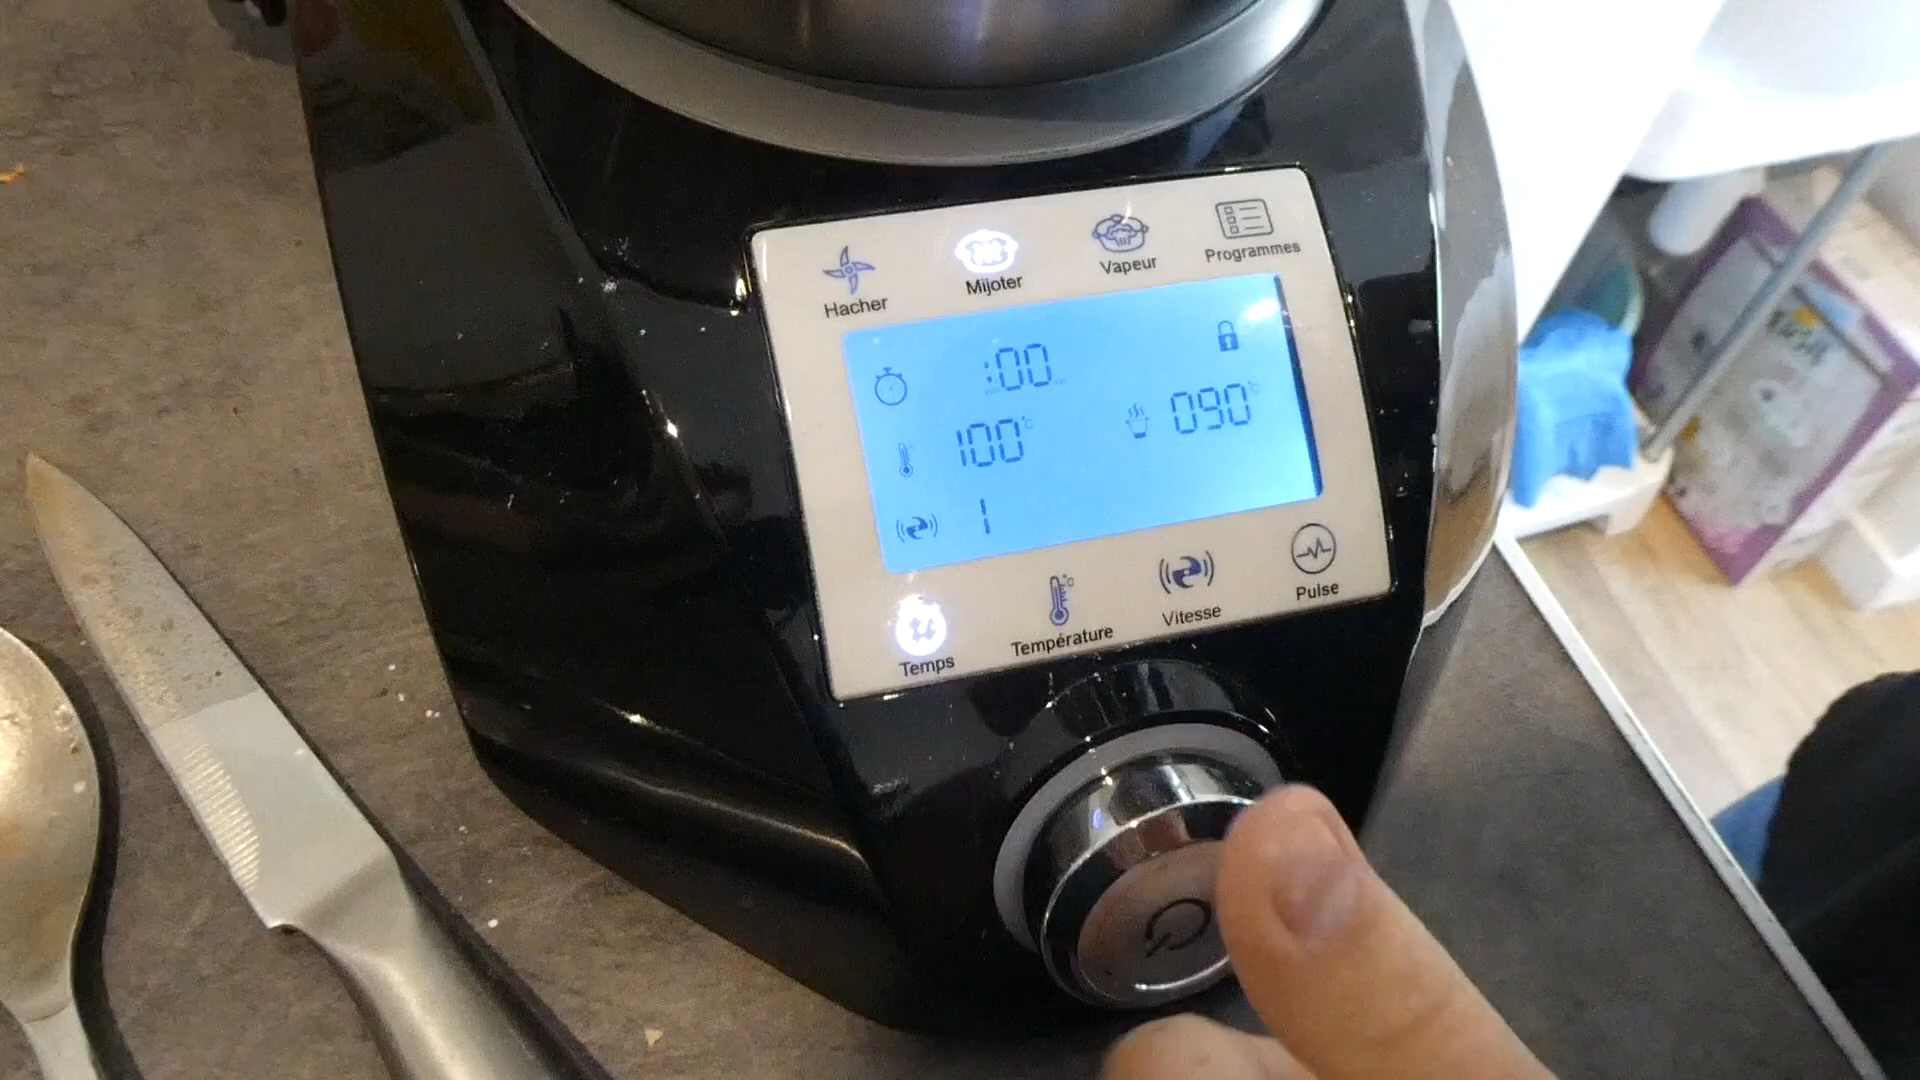 Hacher
Mijoter
Vapeur
Programmes
:00
100°C
090°C
1
Temps
Température
Vitesse
Pulse